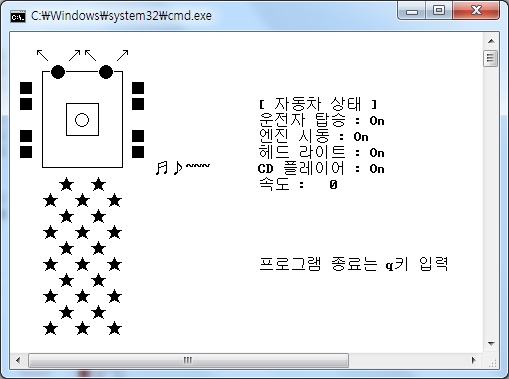 C:\Windows\system32\cmd.exe
[ 자동차 상태 ]
운전자 탑승 : On
엔진 시동 : On
헤드 라이트 : On
CD 플레이어 : On
속도 : 0
프로그램 종료는 q키 입력